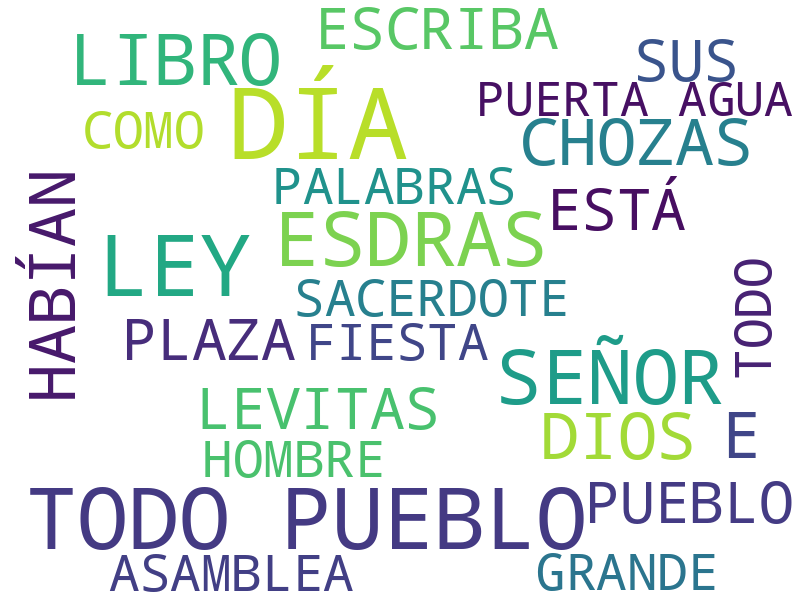 ESCRIBA
LIBRO
SUS
PUERTA AGUA
DÍA
COMO
CHOZAS
PALABRAS
ESTÁ
HABÍAN
ESDRAS
LEY
SACERDOTE
TODO
PLAZA
FIESTA
SEÑOR
LEVITAS
DIOS
E
HOMBRE
TODO PUEBLO
PUEBLO
ASAMBLEA
GRANDE